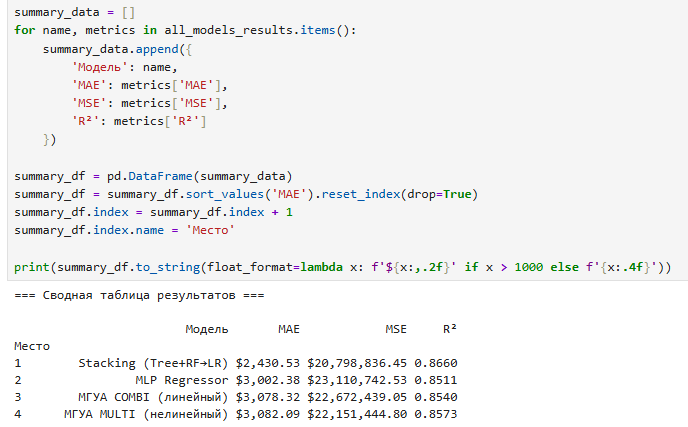 summary_data = []
for name, metrics in all_models_results.items():
    summary_data.append({
        'Модель': name,
        'MAE': metrics['MAE'],
        'MSE': metrics['MSE'],
        'R²': metrics['R²']
    })

summary_df = pd.DataFrame(summary_data)
summary_df = summary_df.sort_values('MAE').reset_index(drop=True)
summary_df.index = summary_df.index + 1
summary_df.index.name = 'Место'

print(summary_df.to_string(float_format=lambda x: f'${x:,.2f}' if x > 1000 else f'{x:.4f}'))
=== Сводная таблица результатов ===

                       Модель       MAE            MSE     R²
Место
1         Stacking (Tree+RF→LR) $2,430.53 $20,798,836.45 0.8660
2                 MLP Regressor $3,002.38 $23,110,742.53 0.8511
3         МГУА COMBI (линейный) $3,078.32 $22,672,439.05 0.8540
4       МГУА MULTI (нелинейный) $3,082.09 $22,151,444.80 0.8573